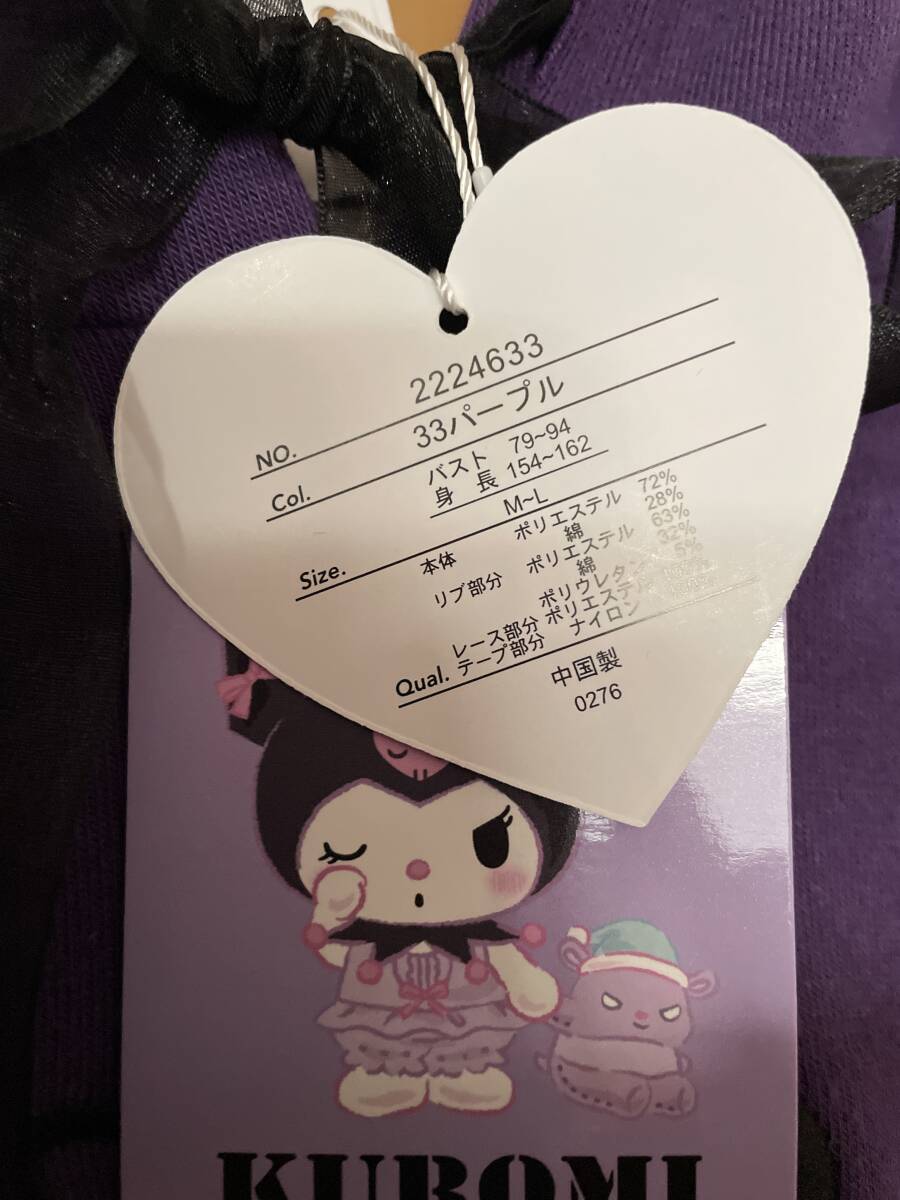 NO. 2224633
Col. 33パープル
バスト 79~94
身 長 154~162
Size. M~L
本体 ポリエステル 72%
綿 28%
リブ部分 ポリエステル 63%
綿 32%
ポリウレタン 5%
レース部分 ポリエステル
Qual. テープ部分 ナイロン
中国製
0276
KUROMI